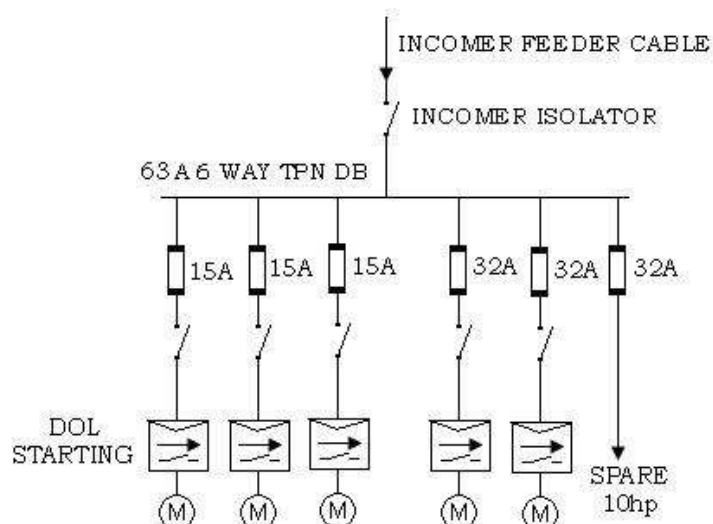 INCOMER FEEDER CABLE
INCOMER ISOLATOR
63A 6 WAY TPN DB
15A 15A 15A 32A 32A 32A
DOL
STARTING
SPARE
10hp
M M M M M